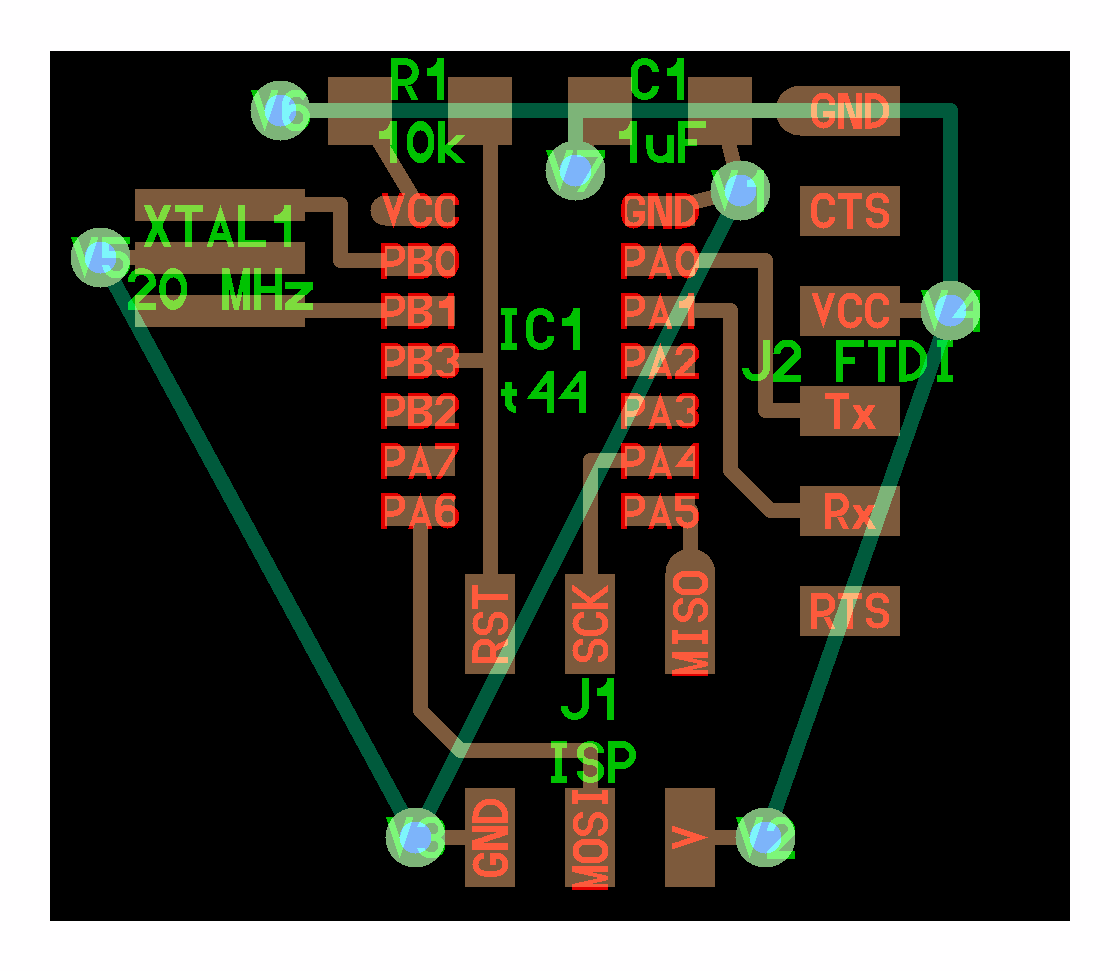 R1
C1
V6
GND
10k
1uF
V7
V1
VCC
GND
CTS
XTAL1
V5
PB0
PA0
20 MHz
PB1
PA1
VCC
V4
IC1
PB3
PA2
J2 FTDI
t44
PB2
PA3
Tx
PA7
PA4
PA6
PA5
Rx
RST
SCK
MISO
RTS
J1
ISP
V3
GND
MOSI
V
V2